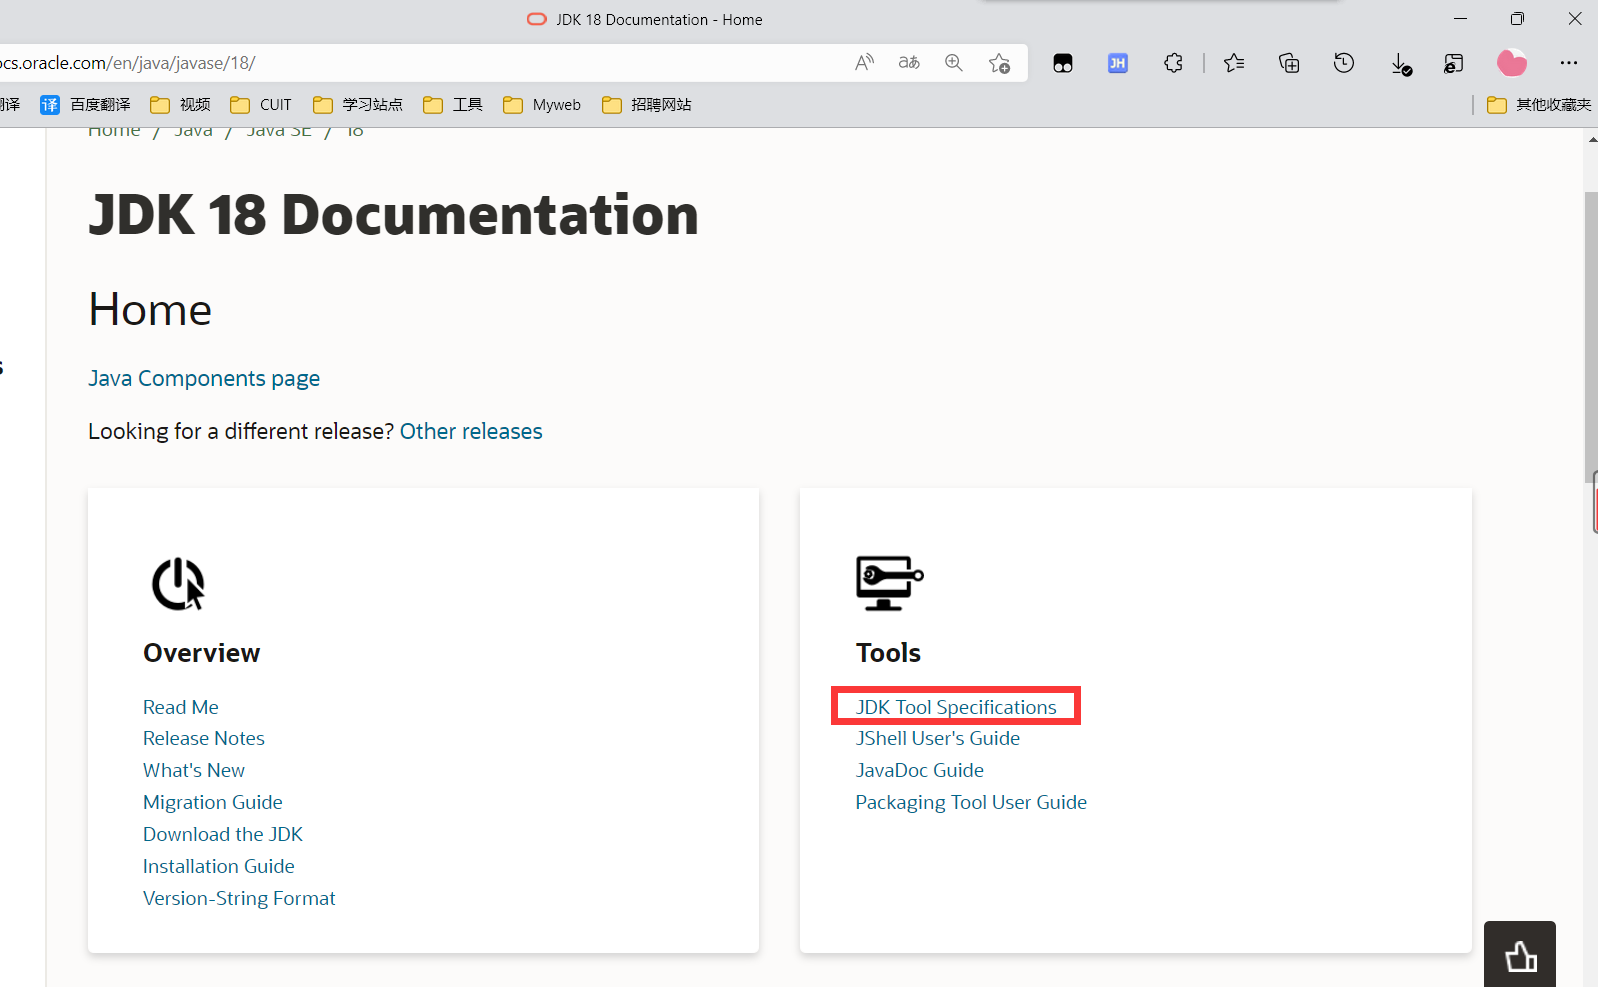 JDK 18 Documentation - Home
ocs.oracle.com/en/java/javase/18/
翻译 百度翻译 视频 CUIT 学习站点 工具 Myweb 招聘网站 其他收藏夹
Home / Java / Java SE / 18
JDK 18 Documentation
Home
Java Components page
Looking for a different release? Other releases
Overview
Read Me
Release Notes
What's New
Migration Guide
Download the JDK
Installation Guide
Version-String Format
Tools
JDK Tool Specifications
JShell User's Guide
JavaDoc Guide
Packaging Tool User Guide